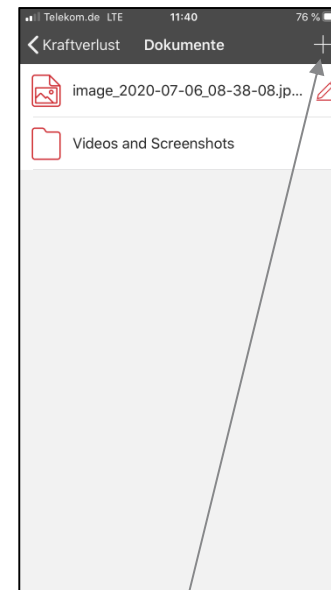 Telekom.de LTE 11:40 76 %
Kraftverlust Dokumente
image_2020-07-06_08-38-08.jp...
Videos and Screenshots